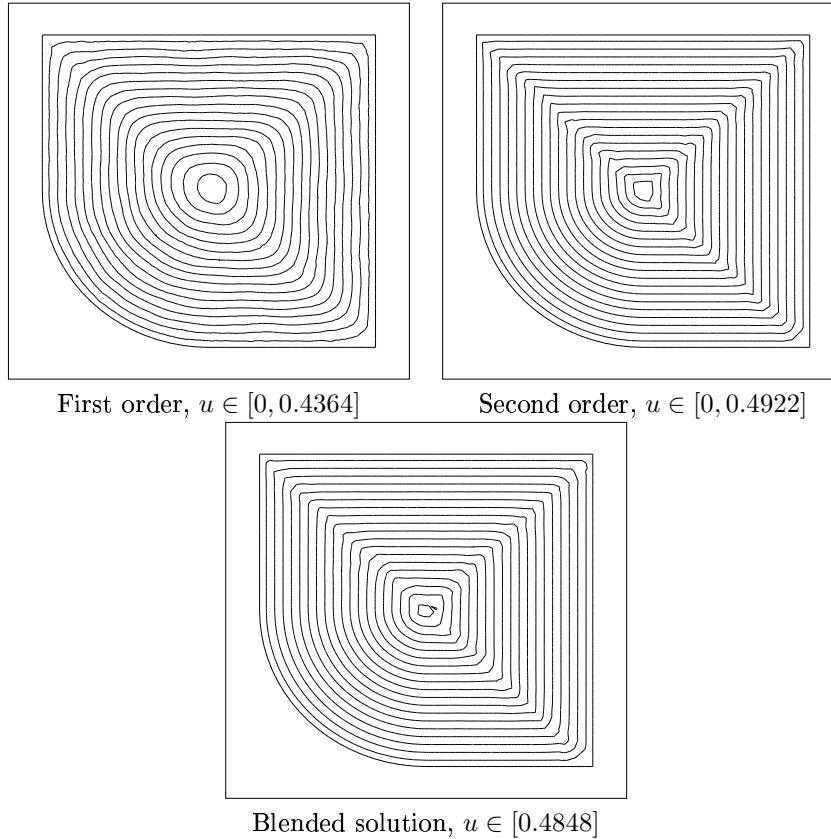 First order, u ∈ [0, 0.4364]
Second order, u ∈ [0, 0.4922]
Blended solution, u ∈ [0.4848]